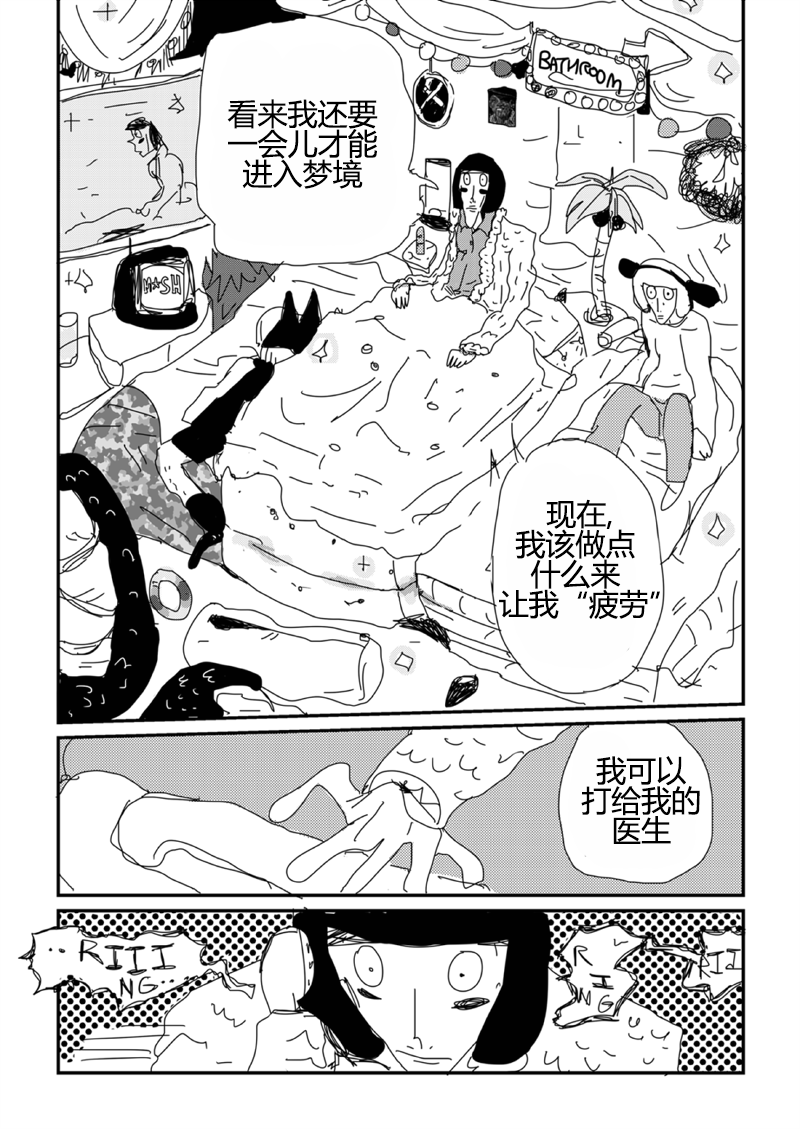 BATHROOM
看来我还要
一会儿才能
进入梦境
M*SH
现在,
我该做点
什么来
让我“疲劳”
我可以
打给我的
医生
RIII
NG
R
I
NG
RII